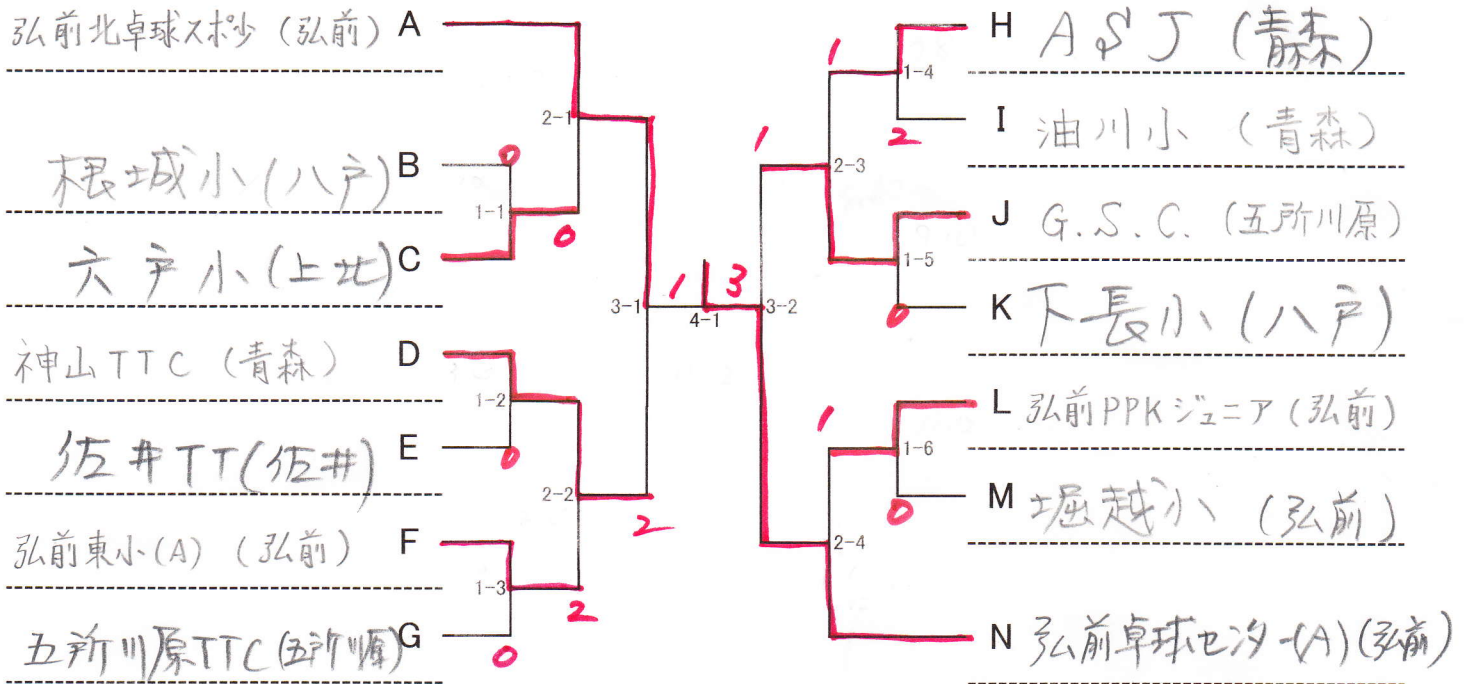 弘前北卓球スポ少 (弘前) A
根城小(八戸) B
六戸小(上北) C
神山TTC (青森) D
佐井TT(佐井) E
弘前東小(A) (弘前) F
五所川原TTC(五所川原) G
0
2-1
1-1
0
1-2
0
2-2
2
1-3
2
0
3-1
1
3
4-1
3-2
1
1
1-4
2
2-3
1-5
0
1
1-6
0
2-4
H ASJ (青森)
I 油川小 (青森)
J G.S.C. (五所川原)
K 下長小 (八戸)
L 弘前PPKジュニア (弘前)
M 堀越小 (弘前)
N 弘前卓球センター(A)(弘前)